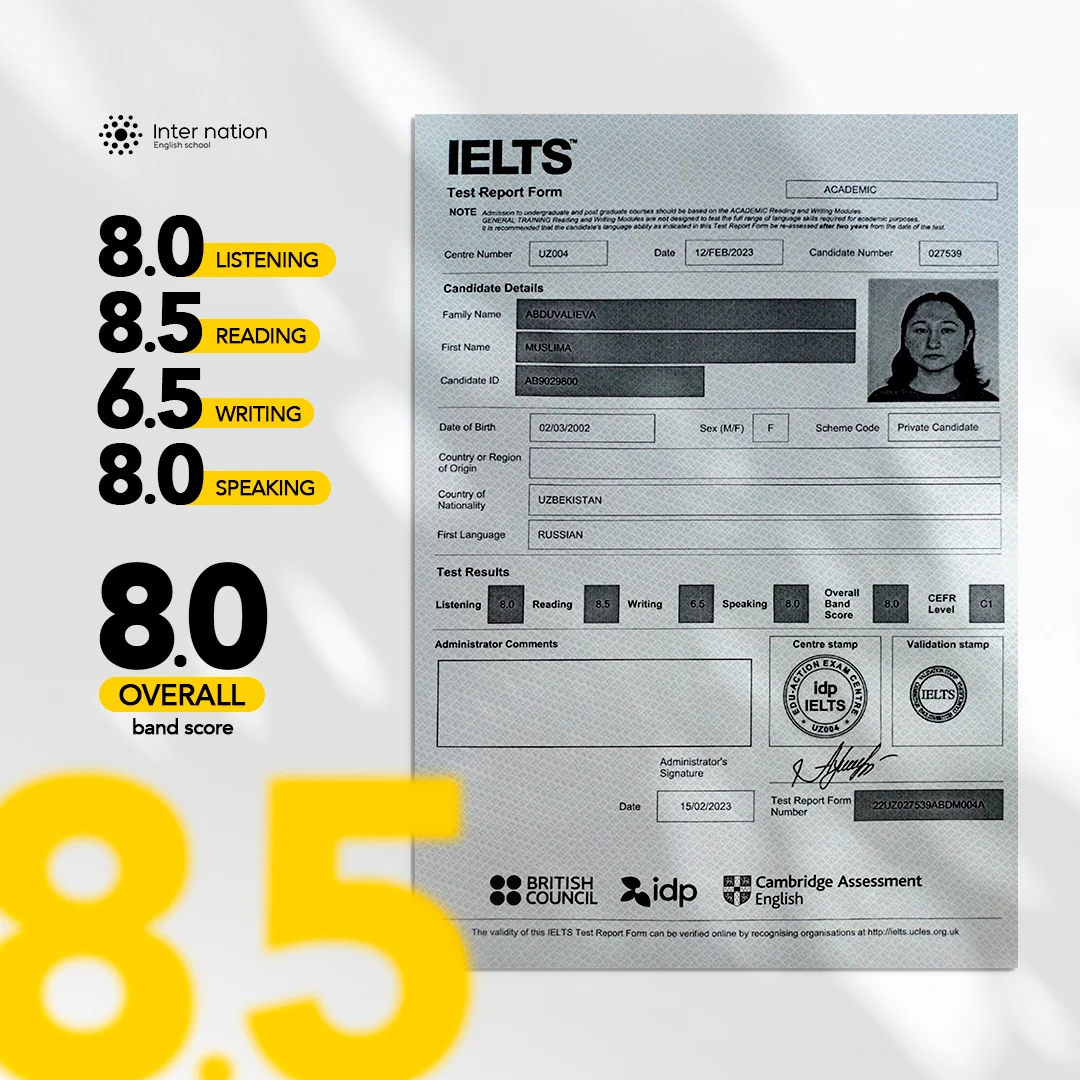 Inter nation
English school
8.0 LISTENING
8.5 READING
6.5 WRITING
8.0 SPEAKING
8.0
OVERALL
band score
8.5
IELTS™
Test Report Form
ACADEMIC
NOTE Admission to undergraduate and post graduate courses should be based on the ACADEMIC Reading and Writing Modules.
GENERAL TRAINING Reading and Writing Modules are not designed to test the full range of language skills required for academic purposes.
It is recommended that the candidate's language ability as indicated in this Test Report Form be re-assessed after two years from the date of the test.
Centre Number UZ004 Date 12/FEB/2023 Candidate Number 027539
Candidate Details
Family Name ABDUVALIEVA
First Name MUSLIMA
Candidate ID AB9029800
Date of Birth 02/03/2002 Sex (M/F) F Scheme Code Private Candidate
Country or Region
of Origin
Country of
Nationality UZBEKISTAN
First Language RUSSIAN
Test Results
Listening 8.0 Reading 8.5 Writing 6.5 Speaking 8.0 Overall Band Score 8.0 CEFR Level C1
Administrator Comments
Centre stamp
Validation stamp
EDU-ACTION EXAM CENTRE
idp
IELTS
UZ004
IELTS
Administrator's
Signature
Date 15/02/2023
Test Report Form
Number 22UZ027539ABDM004A
BRITISH
COUNCIL
idp
Cambridge Assessment
English
The validity of this IELTS Test Report Form can be verified online by recognising organisations at http://ielts.ucles.org.uk